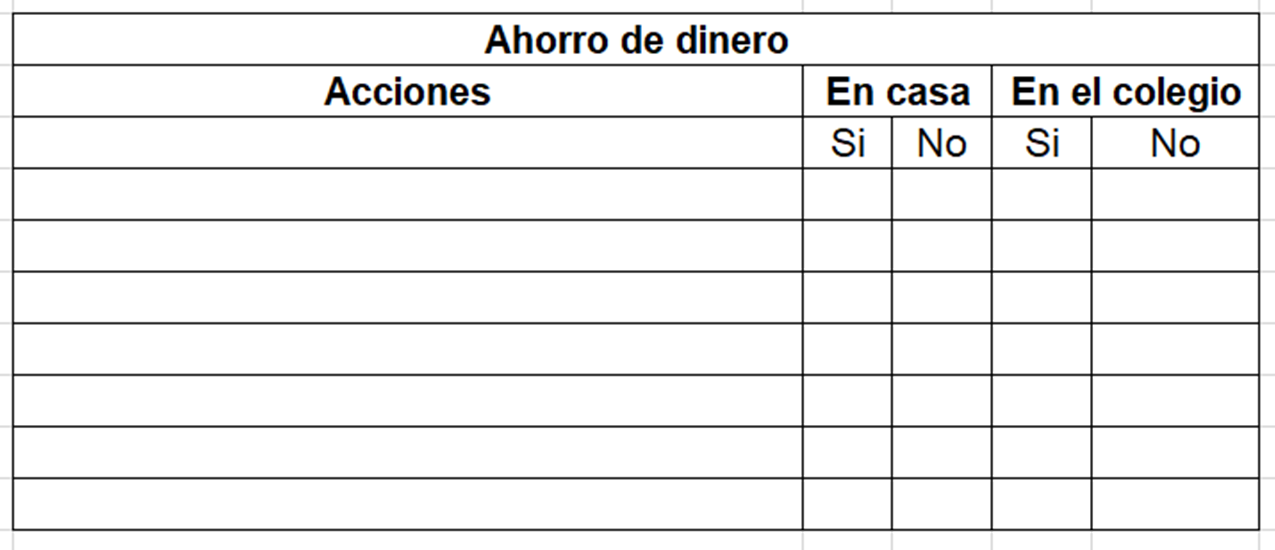 Ahorro de dinero
Acciones En casa En el colegio
Si No Si No